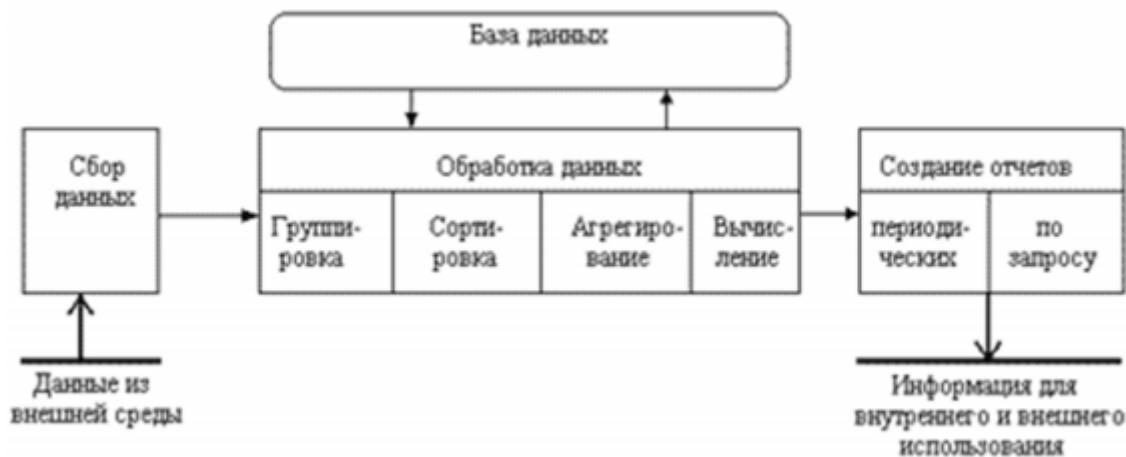 База данных
Сбор
данных
Обработка данных
Группи-
ровка
Сорти-
ровка
Агрегиро-
вание
Вычис-
ление
Создание отчетов
периоди-
ческих
по
запросу
Данные из
внешней среды
Информация для
внутреннего и внешнего
использования